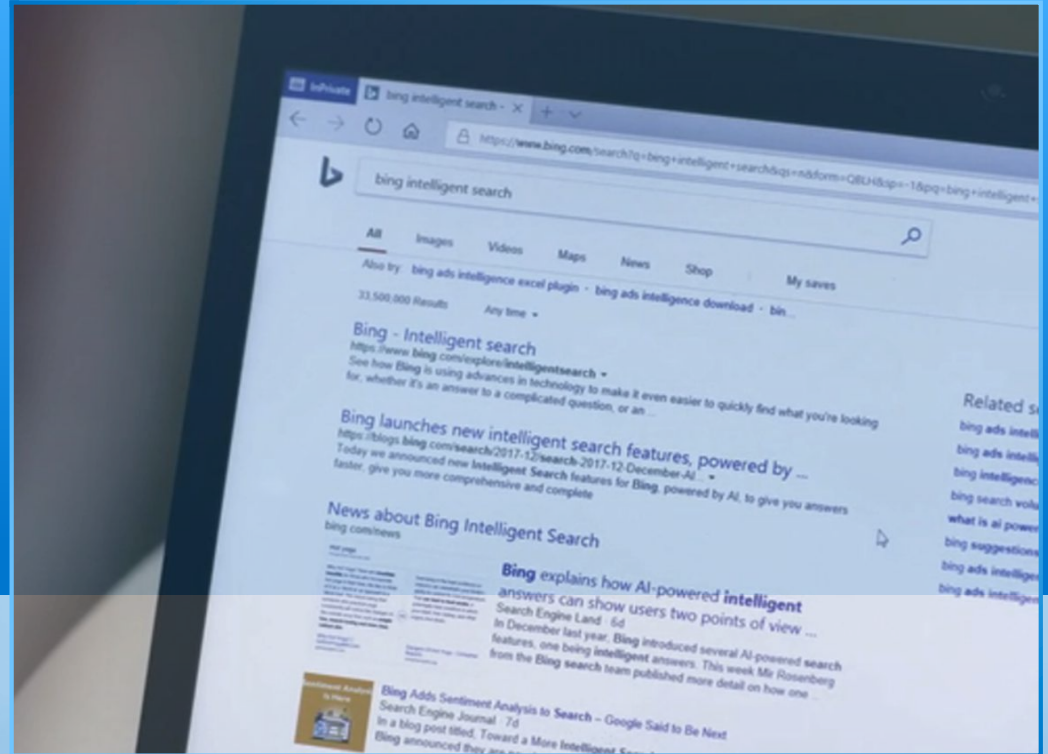 InPrivate
bing intelligent search -
https://www.bing.com/search?q=bing+intelligent+search&qs=n&form=QBLH&sp=-1&pq=bing+intelligent+
bing intelligent search
All Images Videos Maps News Shop My saves
Also try: bing ads intelligence excel plugin · bing ads intelligence download · bin...
33,500,000 Results Any time
Bing - Intelligent search
https://www.bing.com/explore/intelligentsearch
See how Bing is using advances in technology to make it even easier to quickly find what you're looking
for, whether it's an answer to a complicated question, or an ...
Bing launches new intelligent search features, powered by ...
https://blogs.bing.com/search/2017-12/search-2017-12-December-AI...
Today we announced new Intelligent Search features for Bing, powered by AI, to give you answers
faster, give you more comprehensive and complete
News about Bing Intelligent Search
bing.com/news
Bing explains how AI-powered intelligent
answers can show users two points of view ...
Search Engine Land · 6d
In December last year, Bing introduced several AI-powered search
features, one being intelligent answers. This week Mir Rosenberg
from the Bing search team published more detail on how one ...
Sentiment Analysis
Is Here
Bing Adds Sentiment Analysis to Search – Google Said to Be Next
Search Engine Journal · 7d
In a blog post titled, Toward a More Intelligent
Bing announced they are
Related
bing ads
bing ads
bing
bing search
what is ai
bing suggestions
bing ads
bing ads